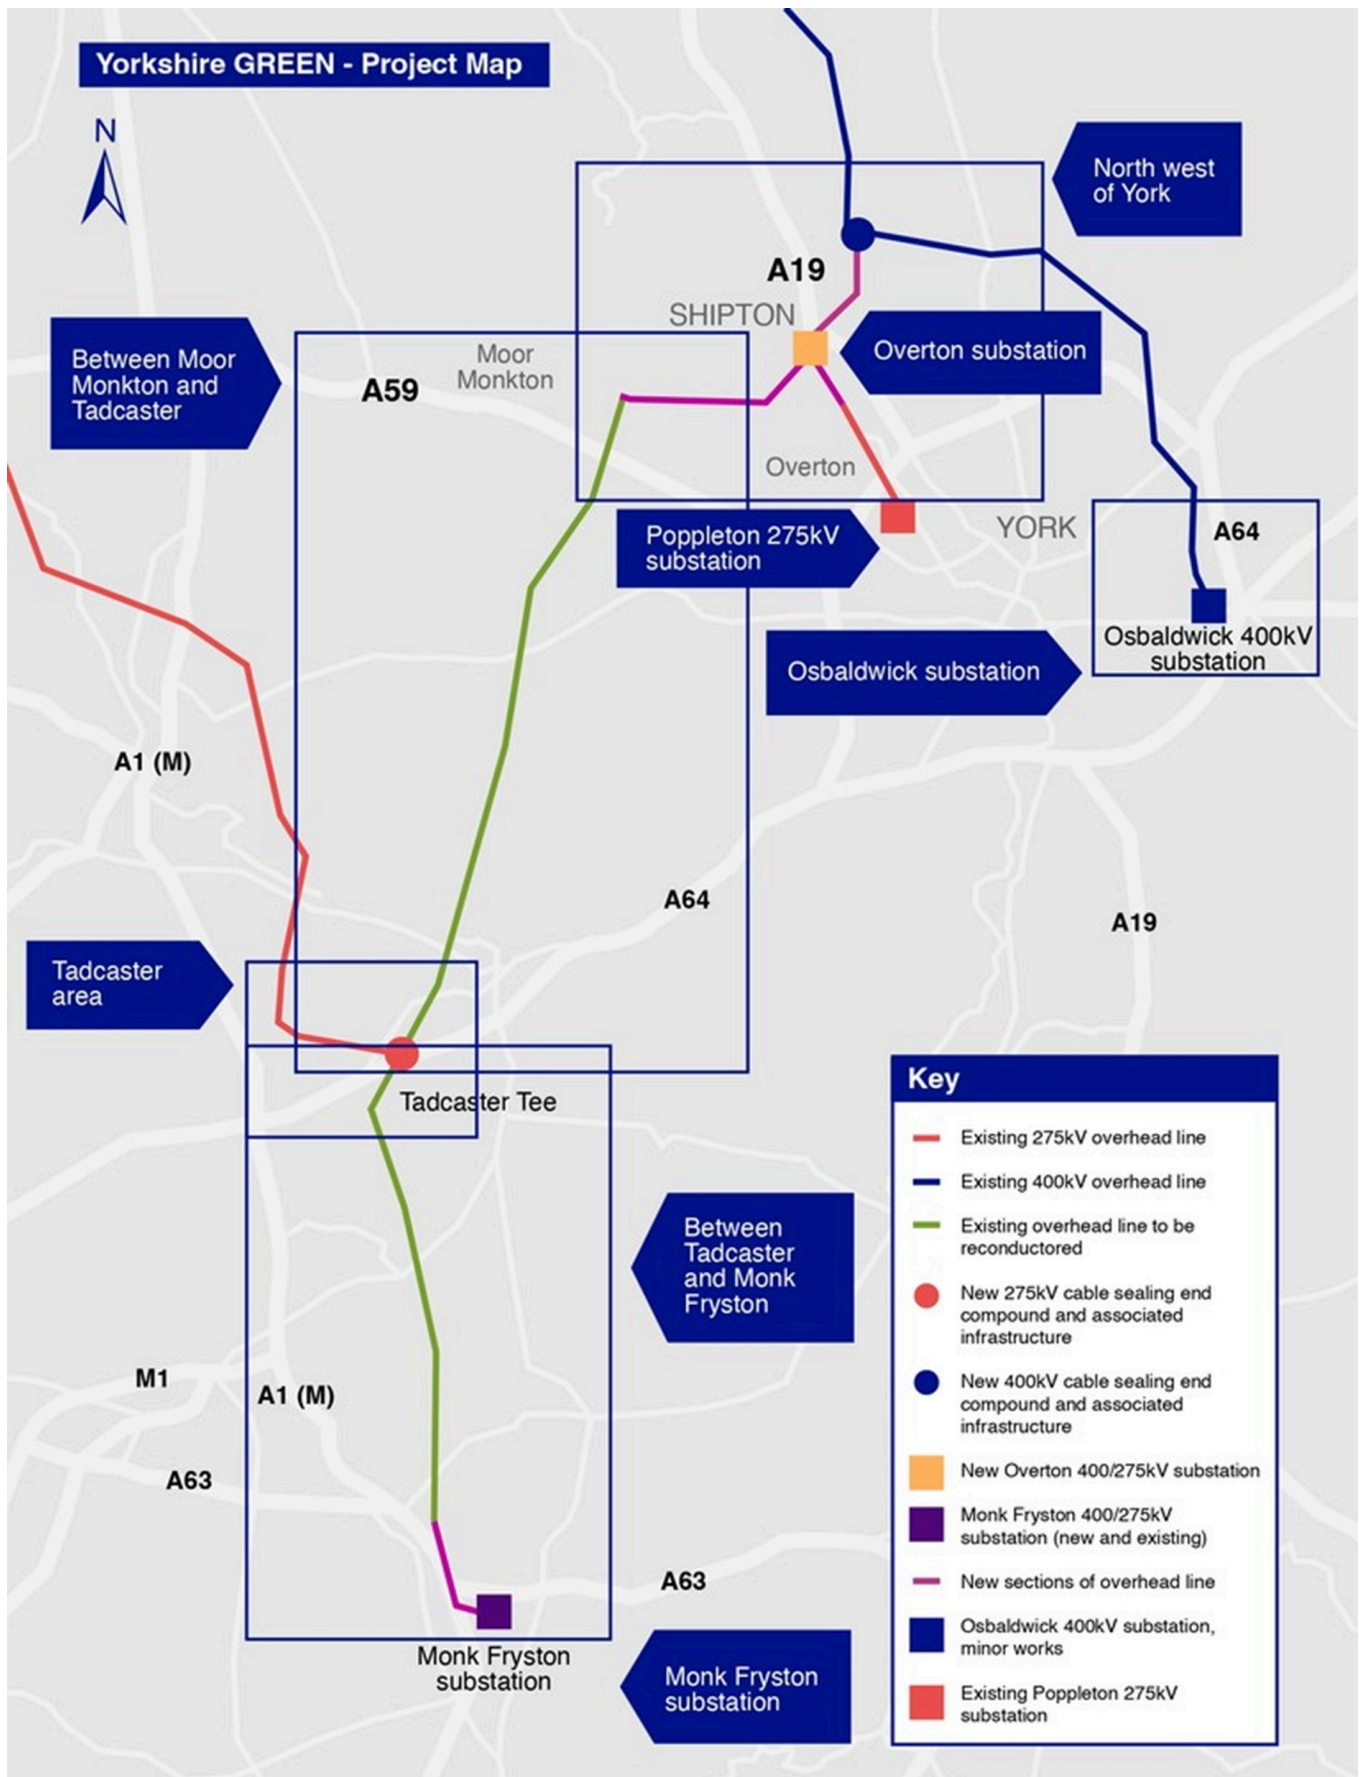 Yorkshire GREEN - Project Map
N
North west
of York
A19
SHIPTON
Overton substation
Between Moor
Monkton and
Tadcaster
Moor
Monkton
A59
Overton
Poppleton 275kV
substation
YORK
A64
Osbaldwick 400kV
substation
Osbaldwick substation
A1 (M)
A64
A19
Tadcaster
area
Tadcaster Tee
Between
Tadcaster
and Monk
Fryston
M1
A1 (M)
A63
A63
Monk Fryston
substation
Monk Fryston
substation
Key
Existing 275kV overhead line
Existing 400kV overhead line
Existing overhead line to be
reconductored
New 275kV cable sealing end
compound and associated
infrastructure
New 400kV cable sealing end
compound and associated
infrastructure
New Overton 400/275kV substation
Monk Fryston 400/275kV
substation (new and existing)
New sections of overhead line
Osbaldwick 400kV substation,
minor works
Existing Poppleton 275kV
substation